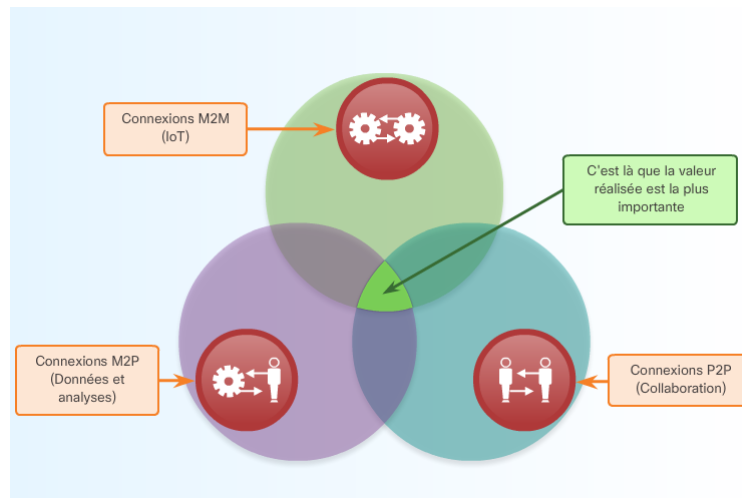 Connexions M2M
(IoT)
C'est là que la valeur
réalisée est la plus
importante
Connexions M2P
(Données et
analyses)
Connexions P2P
(Collaboration)